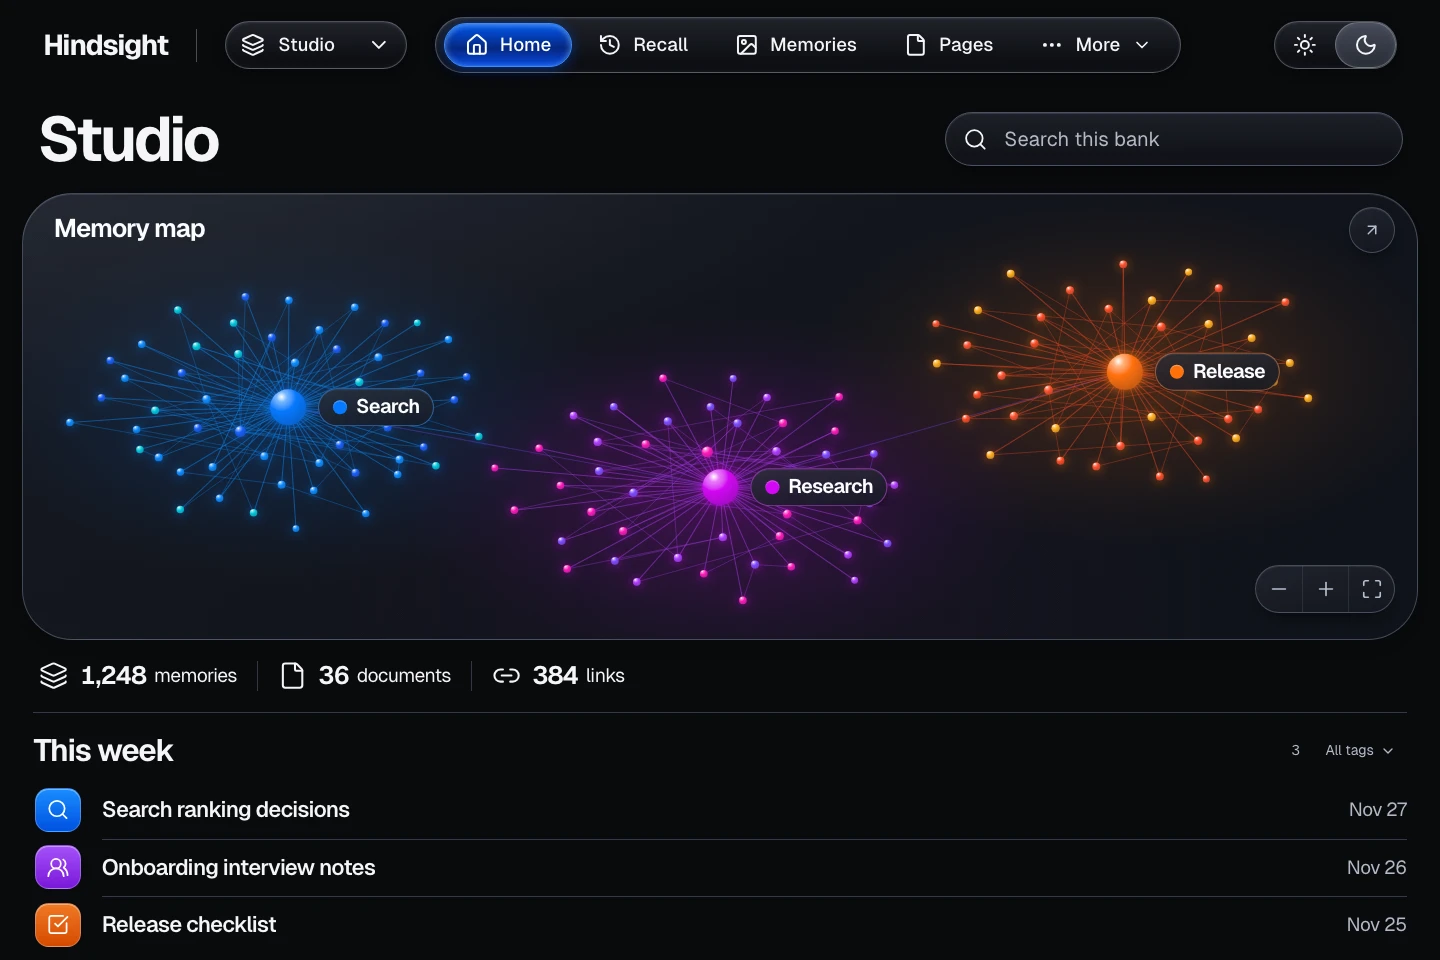 Hindsight
Studio
Home
Recall
Memories
Pages
More
Studio
Search this bank
Memory map
Search
Research
Release
1,248 memories
36 documents
384 links
This week
3
All tags
Search ranking decisions
Nov 27
Onboarding interview notes
Nov 26
Release checklist
Nov 25